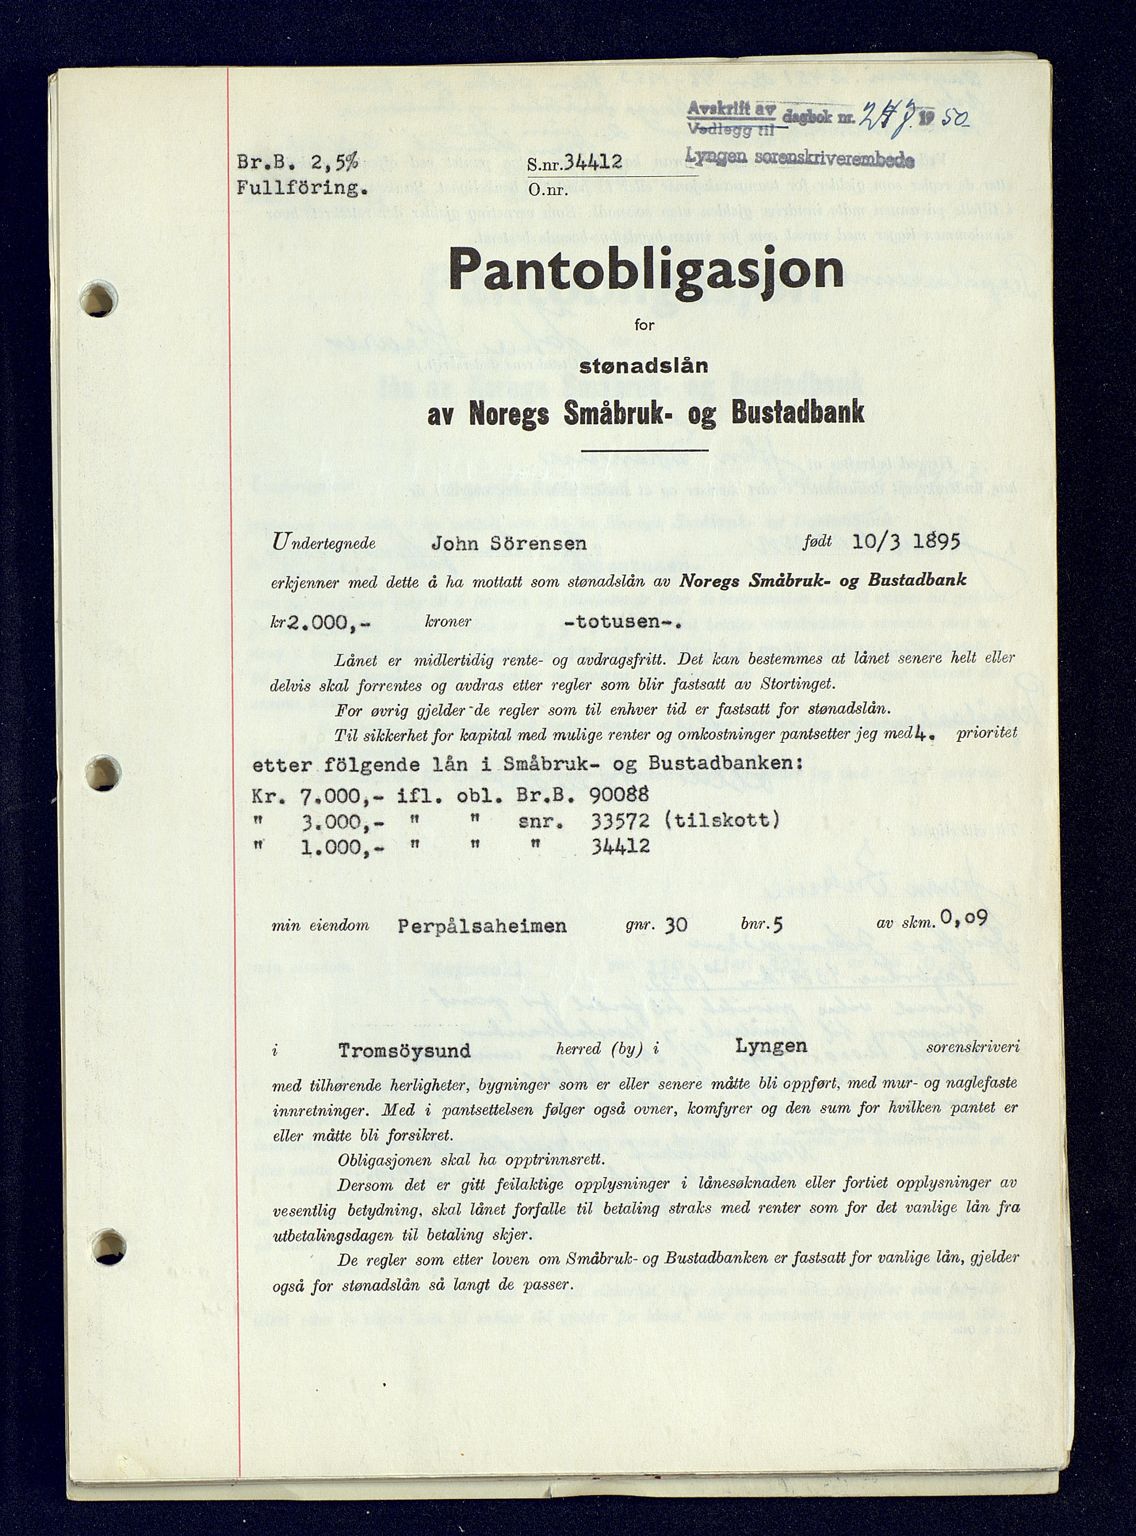 Avskrift av dagbok nr. 1950
Vedlegg til
Lyngen sorenskriverembede
Br.B. 2,5%
Fullföring.
S.nr.34412
O.nr.
Pantobligasjon
for
stønadslån
av Noregs Småbruk- og Bustadbank
Undertegnede John Sörensen født 10/3 1895
erkjenner med dette å ha mottatt som stønadslån av Noregs Småbruk- og Bustadbank
kr2.000,- kroner -totusen-.
Lånet er midlertidig rente- og avdragsfritt. Det kan bestemmes at lånet senere helt eller
delvis skal forrentes og avdras etter regler som blir fastsatt av Stortinget.
For øvrig gjelder de regler som til enhver tid er fastsatt for stønadslån.
Til sikkerhet for kapital med mulige renter og omkostninger pantsetter jeg med4. prioritet
etter fölgende lån i Småbruk- og Bustadbanken:
Kr. 7.000,- ifl. obl. Br.B. 90088
" 3.000,- " " snr. 33572 (tilskott)
" 1.000,- " " " 34412
min eiendom Perpålsaheimen gnr. 30 bnr. 5 av skm. 0,09
i Tromsöysund herred (by) i Lyngen sorenskriveri
med tilhørende herligheter, bygninger som er eller senere måtte bli oppført, med mur- og naglefaste
innretninger. Med i pantsettelsen følger også ovner, komfyrer og den sum for hvilken pantet er
eller måtte bli forsikret.
Obligasjonen skal ha opptrinnsrett.
Dersom det er gitt feilaktige opplysninger i lånesøknaden eller fortiet opplysninger av
vesentlig betydning, skal lånet forfalle til betaling straks med renter som for det vanlige lån fra
utbetalingsdagen til betaling skjer.
De regler som etter loven om Småbruk- og Bustadbanken er fastsatt for vanlige lån, gjelder
også for stønadslån så langt de passer.